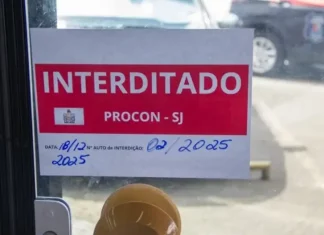 INTERDITADO
PROCON - SJ
DATA: 18/12 Nº AUTO de INTERDIÇÃO: 02/2025
2025